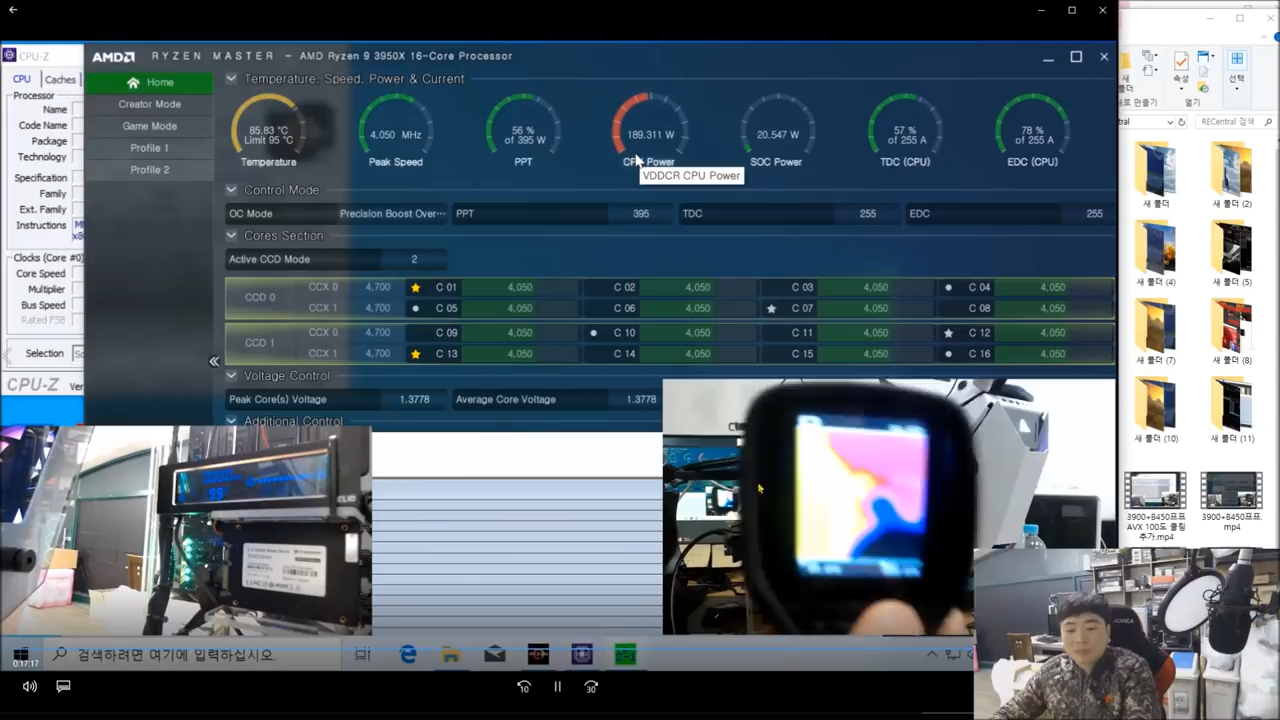 CPU-Z
CPU
Caches
Processor
Name
Code Name
Package
Technology
Specification
Family
Ext. Family
Instructions
Clocks (Core #0)
Core Speed
Multiplier
Bus Speed
Rated FSB
Selection
CPU-Z
AMD RYZEN MASTER - AMD Ryzen 9 3950X 16-Core Processor
Home
Creator Mode
Game Mode
Profile 1
Profile 2
Temperature, Speed, Power & Current
85.83 °C
Limit 95 °C
Temperature
4,050 MHz
Peak Speed
56 %
of 395 W
PPT
189.311 W
CPU Power
VDDCR CPU Power
20.547 W
SOC Power
57 %
of 255 A
TDC (CPU)
78 %
of 255 A
EDC (CPU)
Control Mode
OC Mode Precision Boost Over··· PPT 395 TDC 255 EDC 255
Cores Section
Active CCD Mode 2
CCD 0
CCX 0 4,700 C 01 4,050 C 02 4,050 C 03 4,050 C 04 4,050
CCX 1 4,700 C 05 4,050 C 06 4,050 C 07 4,050 C 08 4,050
CCD 1
CCX 0 4,700 C 09 4,050 C 10 4,050 C 11 4,050 C 12 4,050
CCX 1 4,700 C 13 4,050 C 14 4,050 C 15 4,050 C 16 4,050
Voltage Control
Peak Core(s) Voltage 1.3778 Average Core Voltage 1.3778
Additional Control
검색하려면 여기에 입력하십시오.
0:17:17
10
30
새
폴더
속성
선택
열기
RECentral 검색
새 폴더
새 폴더 (2)
새 폴더 (4)
새 폴더 (5)
새 폴더 (7)
새 폴더 (8)
새 폴더 (10)
새 폴더 (11)
3900+B450프프
AVX 100도 쿨링
추가.mp4
3900+B450프프.
mp4